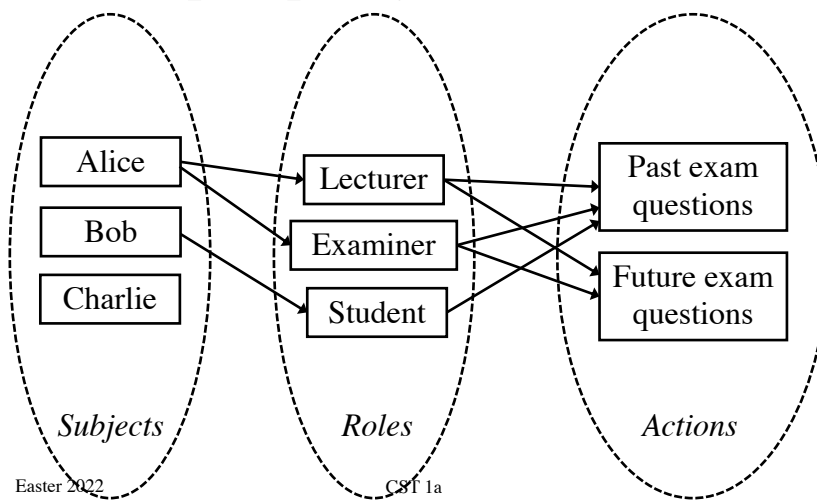 Alice
Bob
Charlie
Subjects
Lecturer
Examiner
Student
Roles
Past exam
questions
Future exam
questions
Actions
Easter 2022
CST 1a